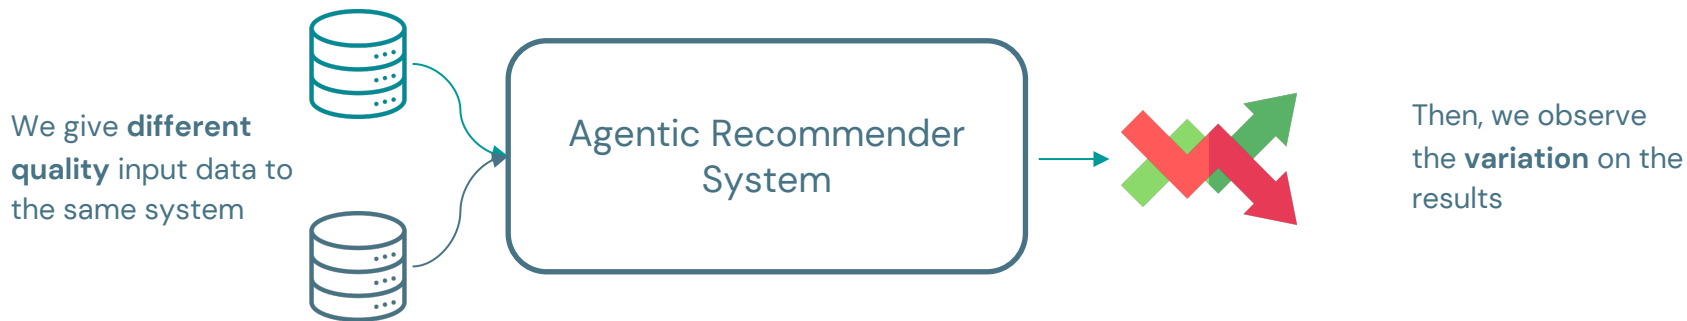 We give different
quality input data to
the same system
Agentic Recommender
System
Then, we observe
the variation on the
results